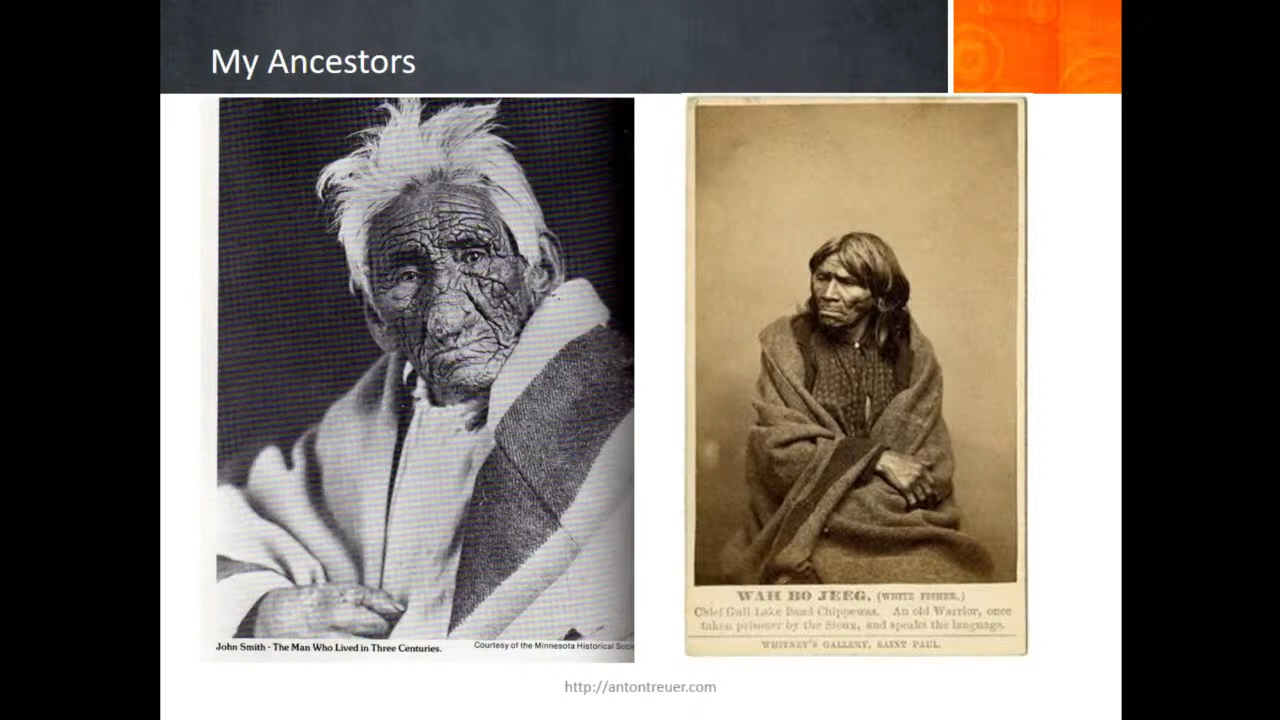 My Ancestors
John Smith - The Man Who Lived in Three Centuries.
Courtesy of the Minnesota Historical
WAH BO JEEG, (WHITE FISHER,)
Chief Gull Lake Band Chippewas. An old Warrior, once
taken prisoner by the Sioux, and speaks the language.
WHITNEY'S GALLERY, SAINT PAUL.
http://antontreuer.com